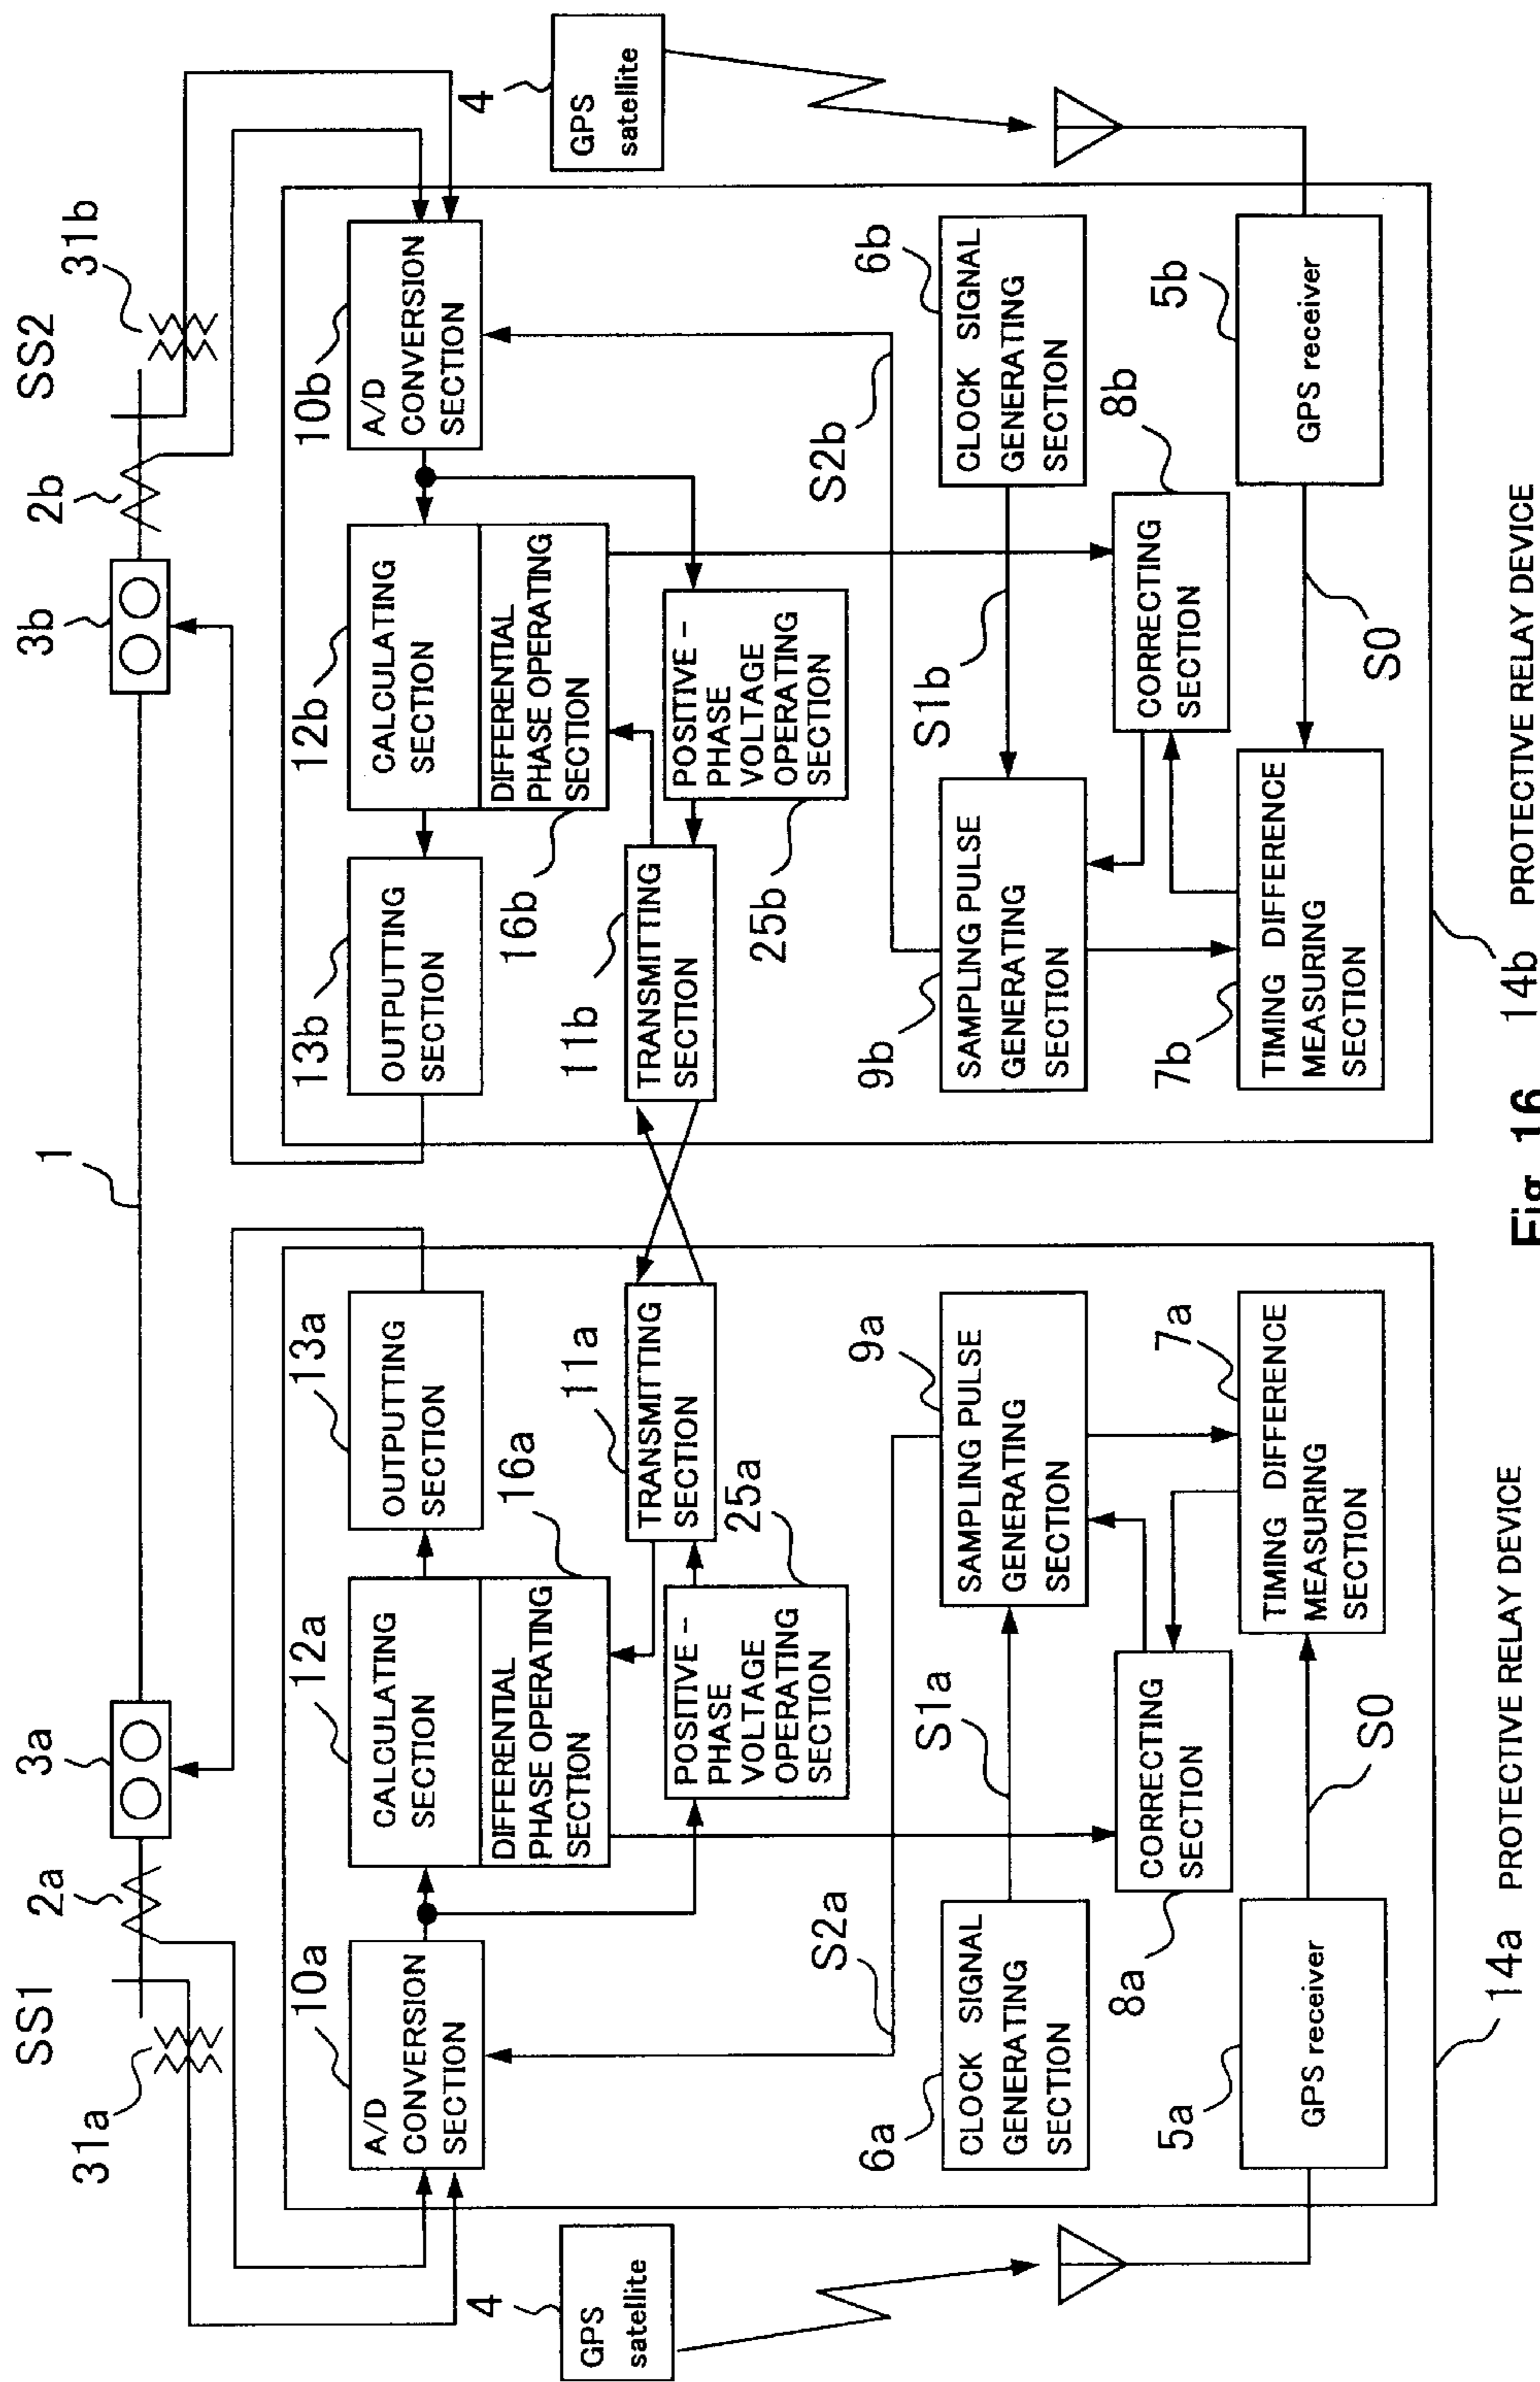 SS1
31a
2a
3a
1
3b
2b
SS2
31b
10a
A/D
CONVERSION
SECTION
12a
CALCULATING
SECTION
DIFFERENTIAL
PHASE OPERATING
SECTION
16a
13a
OUTPUTTING
SECTION
4
GPS
satellite
POSITIVE-
PHASE
VOLTAGE
OPERATING
SECTION
25a
11a
TRANSMITTING
SECTION
S2a
6a
CLOCK SIGNAL
GENERATING
SECTION
S1a
9a
SAMPLING PULSE
GENERATING
SECTION
8a
CORRECTING
SECTION
5a
GPS receiver
S0
7a
TIMING DIFFERENCE
MEASURING
SECTION
14a PROTECTIVE RELAY DEVICE
13b
OUTPUTTING
SECTION
12b
CALCULATING
SECTION
DIFFERENTIAL
PHASE OPERATING
SECTION
16b
10b
A/D
CONVERSION
SECTION
4
GPS
satellite
11b
TRANSMITTING
SECTION
POSITIVE-
PHASE
VOLTAGE
OPERATING
SECTION
25b
S2b
9b
SAMPLING PULSE
GENERATING
SECTION
S1b
6b
CLOCK SIGNAL
GENERATING
SECTION
8b
CORRECTING
SECTION
7b
TIMING DIFFERENCE
MEASURING
SECTION
S0
5b
GPS receiver
14b PROTECTIVE RELAY DEVICE
Fig. 16